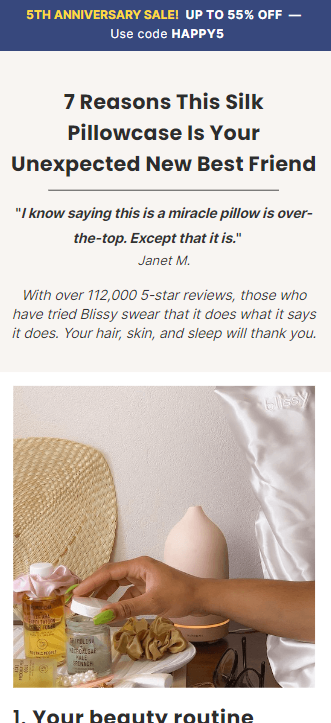 5TH ANNIVERSARY SALE! UP TO 55% OFF —
Use code HAPPY5
7 Reasons This Silk
Pillowcase Is Your
Unexpected New Best Friend
"I know saying this is a miracle pillow is over-
the-top. Except that it is."
Janet M.
With over 112,000 5-star reviews, those who
have tried Blissy swear that it does what it says
it does. Your hair, skin, and sleep will thank you.
blissy
1. Your beauty routine